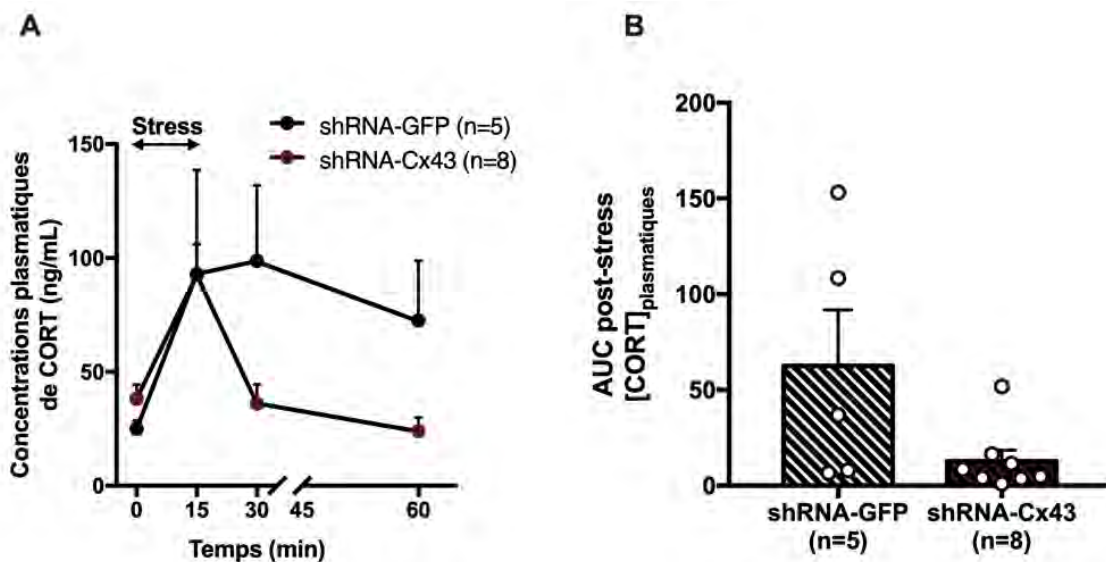 A
Stress
shRNA-GFP (n=5)
shRNA-Cx43 (n=8)
Concentrations plasmatiques
de CORT (ng/mL)
150
100
50
0
0 15 30 45 60
Temps (min)
B
AUC post-stress
[CORT]plasmatiques
200
150
100
50
0
shRNA-GFP shRNA-Cx43
(n=5) (n=8)